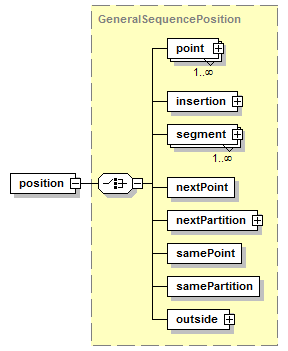 GeneralSequencePosition
point
1..∞
insertion
segment
1..∞
position
nextPoint
nextPartition
samePoint
samePartition
outside